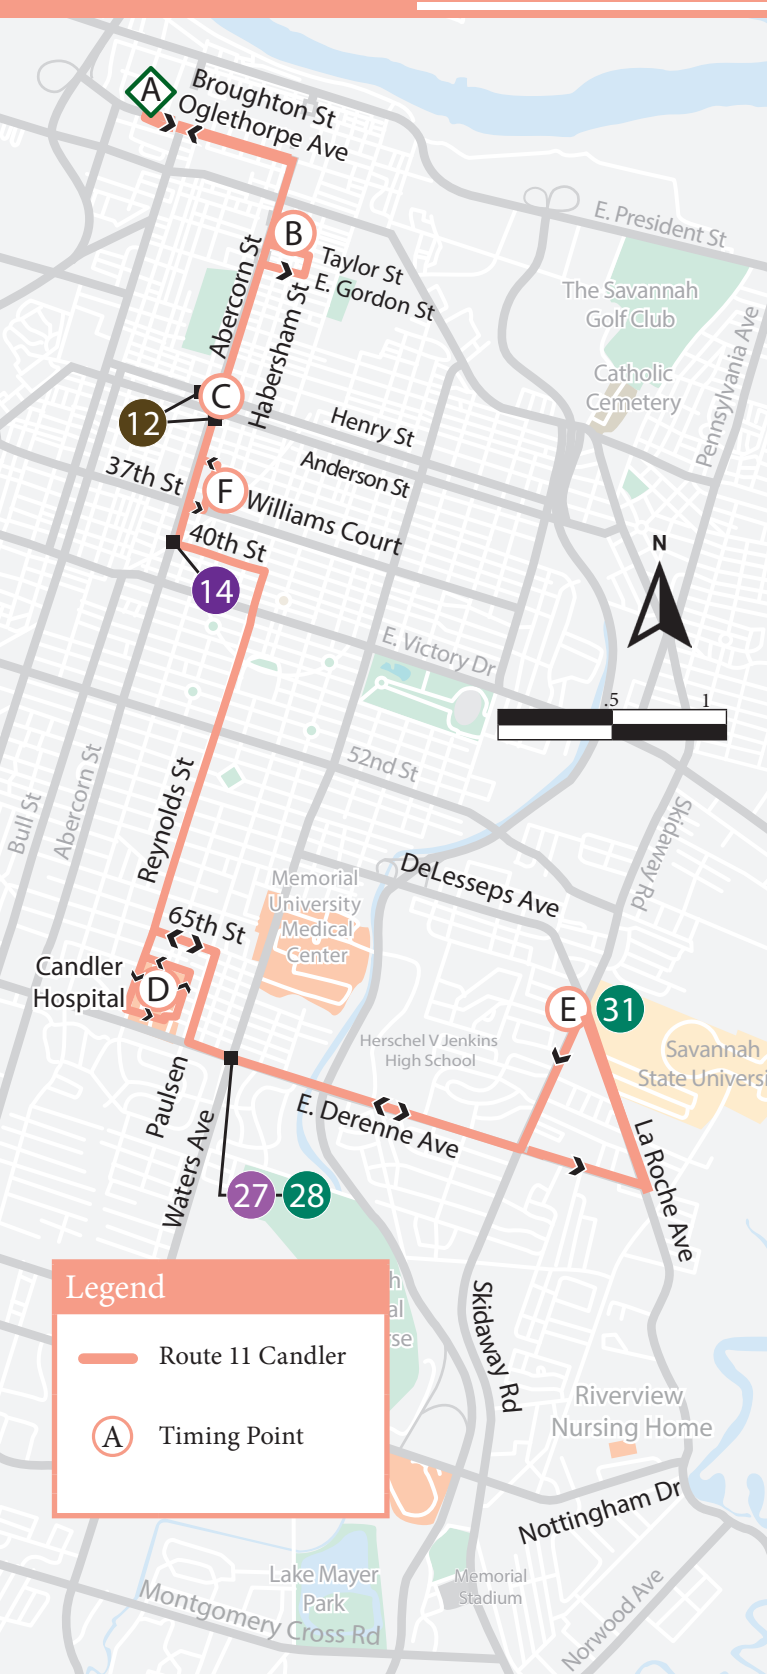 A
Broughton St
Oglethorpe Ave
E. President St
B
Taylor St
E. Gordon St
Abercorn St
Habersham St
The Savannah
Golf Club
Catholic
Cemetery
Pennsylvania Ave
C
12
Henry St
Anderson St
37th St
F
Williams Court
40th St
14
N
E. Victory Dr
.5
1
52nd St
Bull St
Abercorn St
Reynolds St
Skidaway Rd
DeLesseps Ave
Memorial
University
Medical
Center
65th St
Candler
Hospital
D
E
31
Herschel V Jenkins
High School
Savannah
State Universi
Paulsen
Waters Ave
E. Derenne Ave
La Roche Ave
27
28
Legend
Route 11 Candler
A
Timing Point
h
al
rse
Skidaway Rd
Riverview
Nursing Home
Nottingham Dr
Lake Mayer
Park
Memorial
Stadium
Montgomery Cross Rd
Norwood Ave